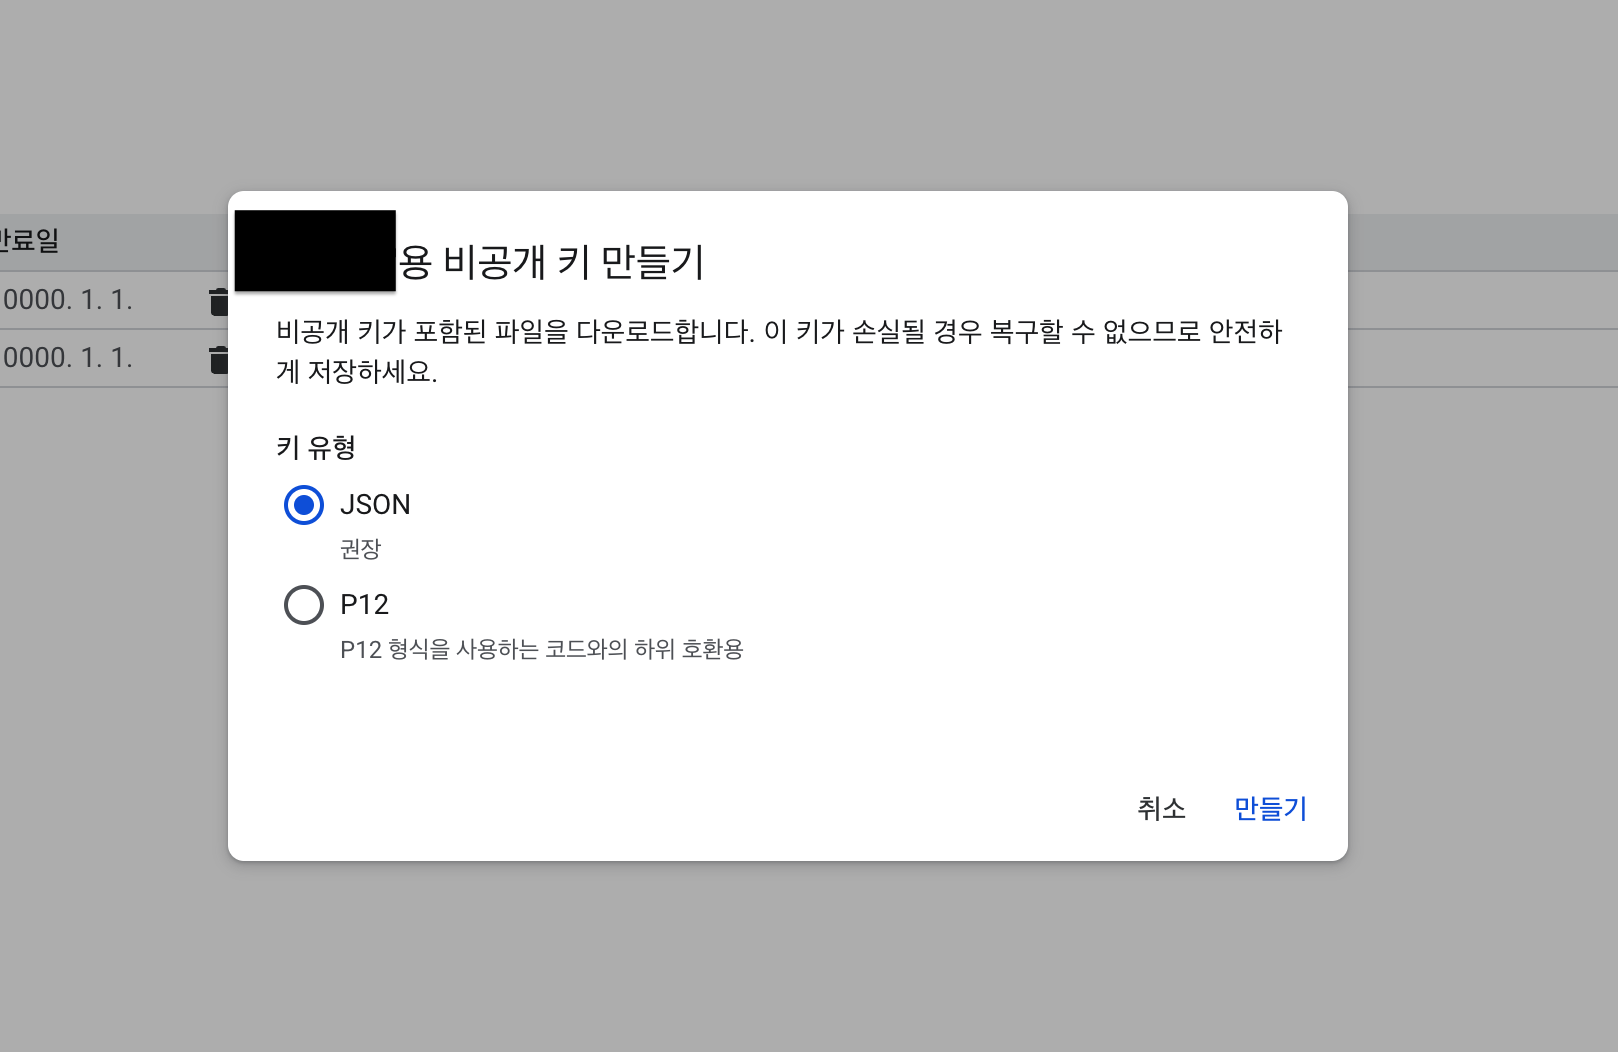 만료일
0000. 1. 1.
0000. 1. 1.
용 비공개 키 만들기
비공개 키가 포함된 파일을 다운로드합니다. 이 키가 손실될 경우 복구할 수 없으므로 안전하
게 저장하세요.
키 유형
JSON
권장
P12
P12 형식을 사용하는 코드와의 하위 호환용
취소
만들기